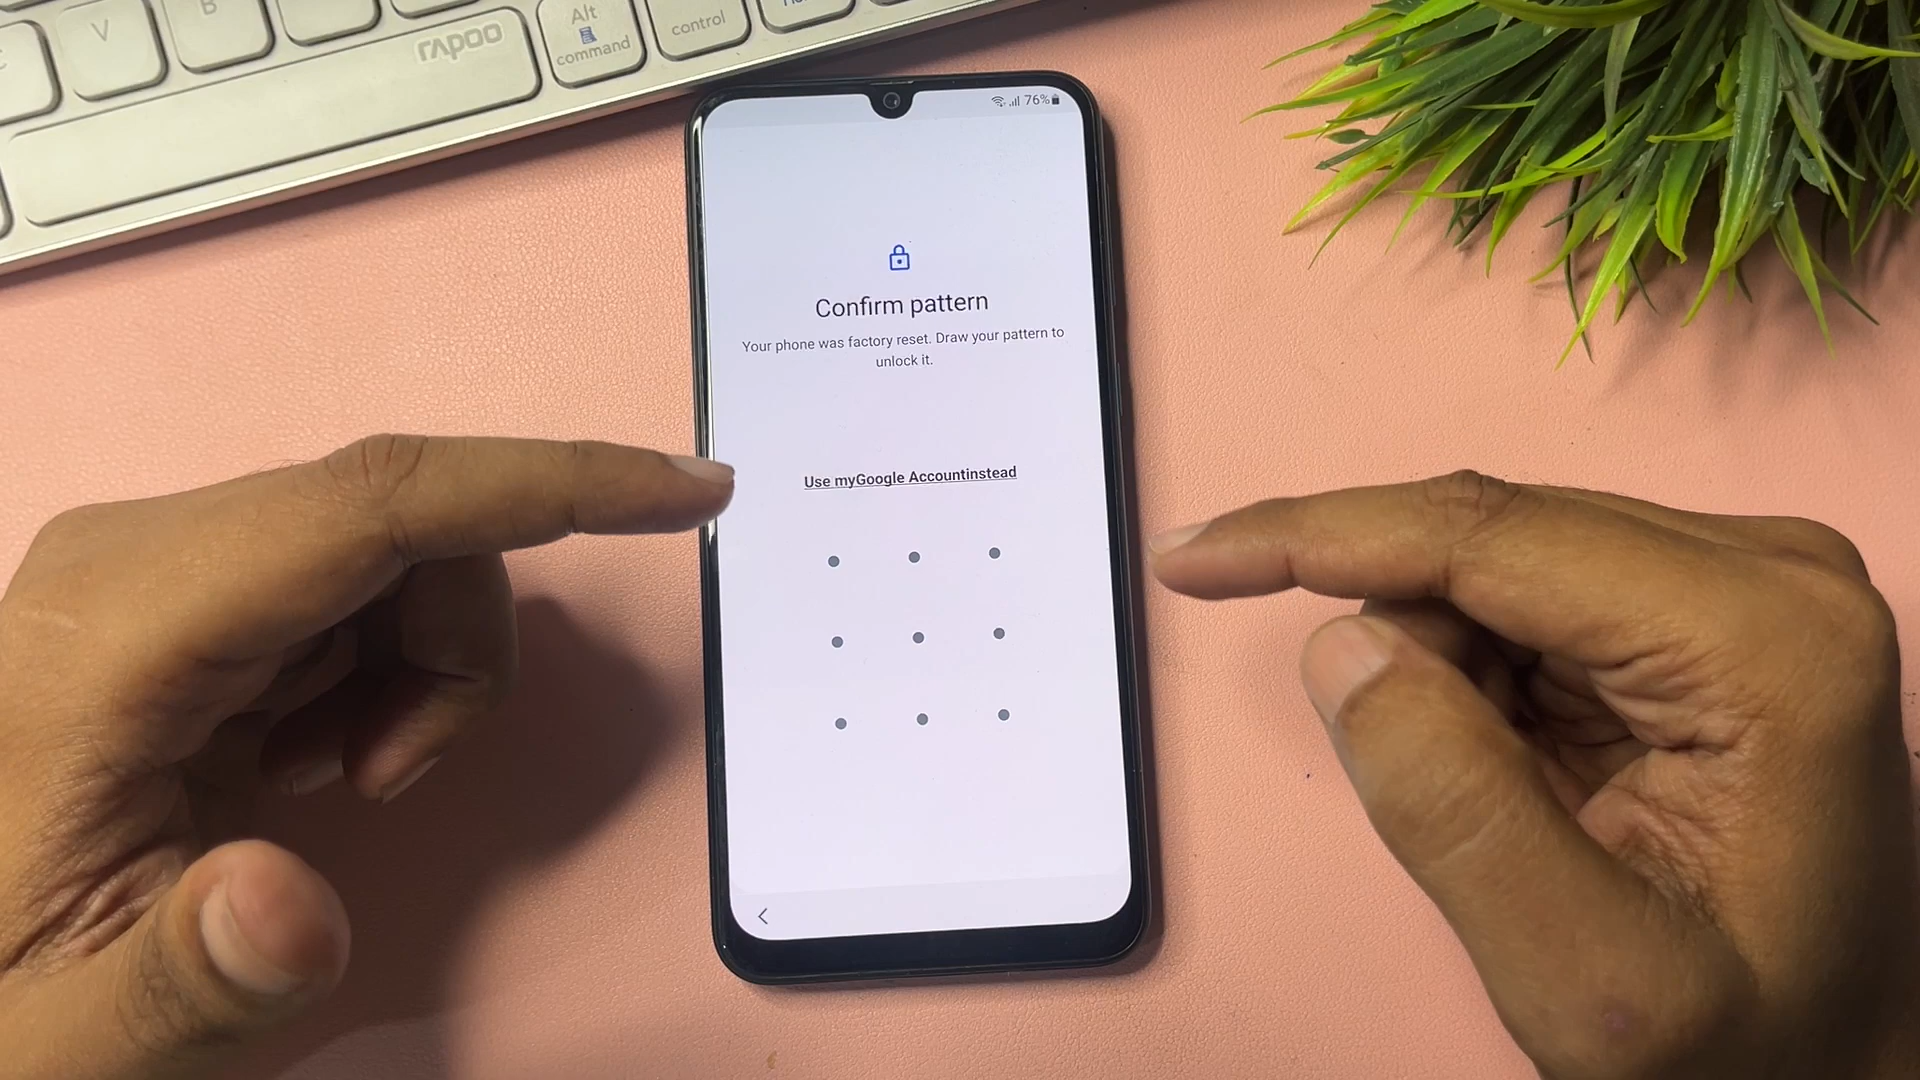 V
B
rapoo
Alt
command
control
76%
Confirm pattern
Your phone was factory reset. Draw your pattern to
unlock it.
Use myGoogle Accountinstead